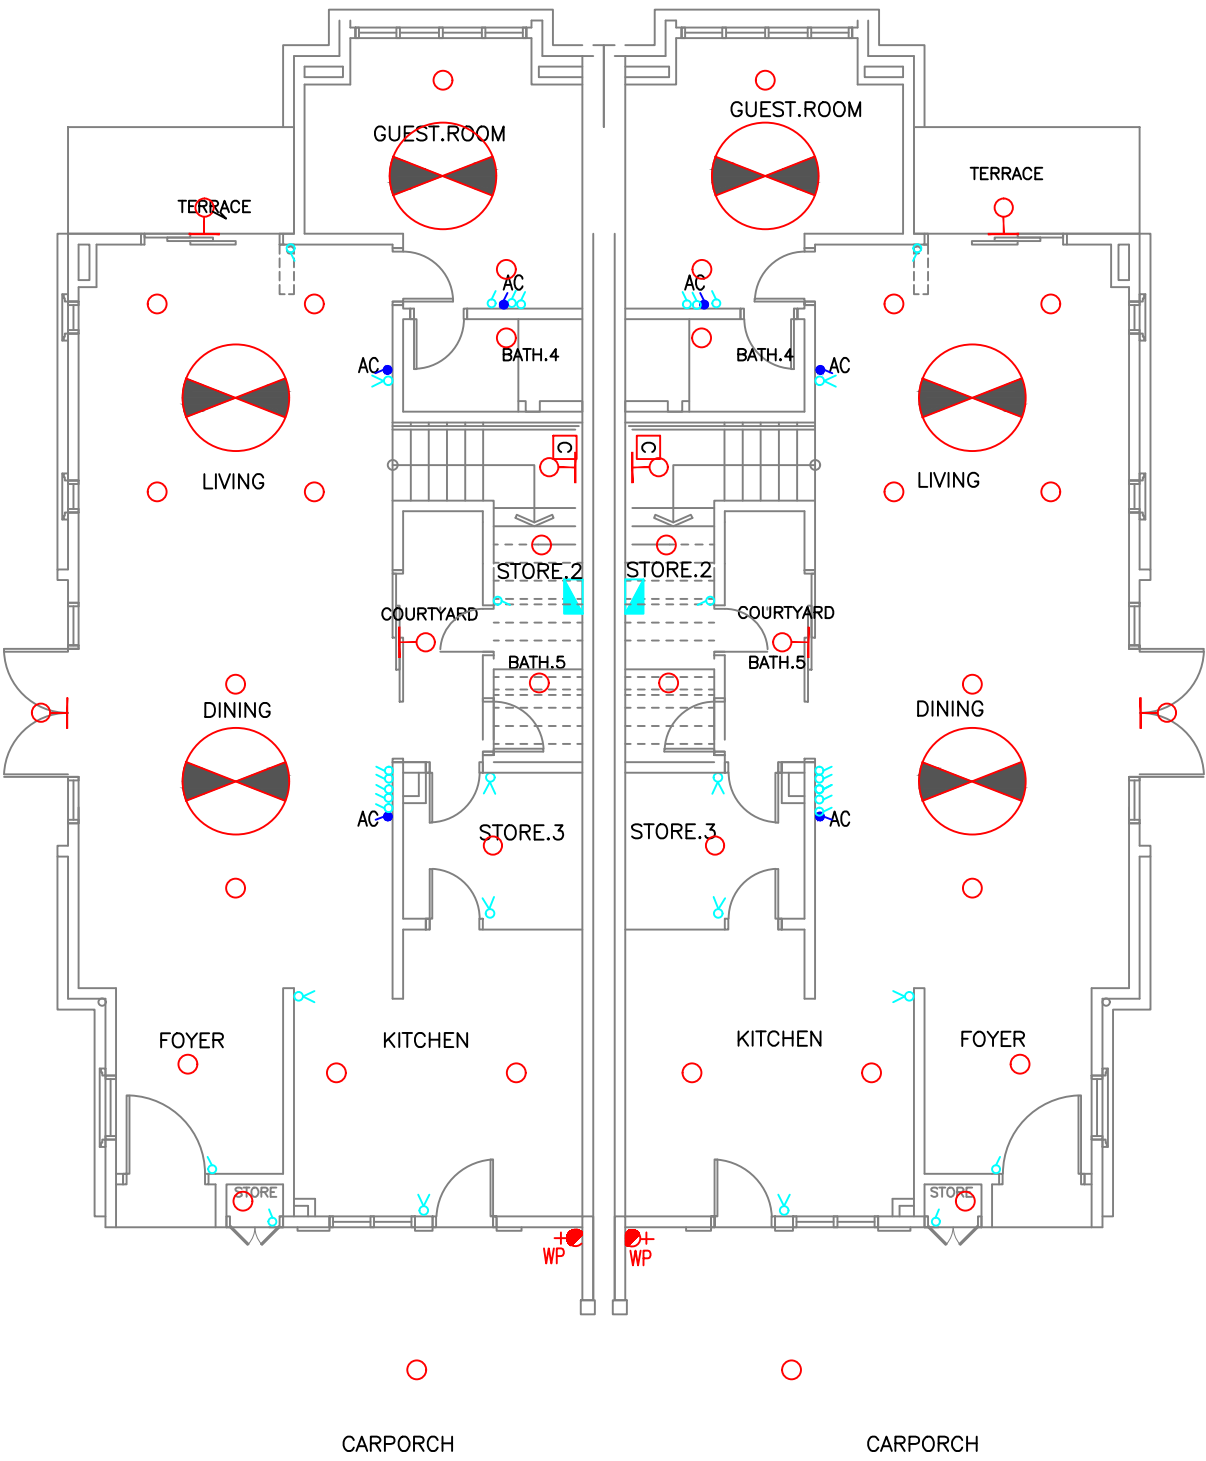 GUEST.ROOM
GUEST.ROOM
TERRACE
TERRACE
AC
AC
BATH.4
BATH.4
AC
AC
C
C
LIVING
LIVING
STORE.2
STORE.2
COURTYARD
COURTYARD
BATH.5
BATH.5
DINING
DINING
AC
AC
STORE.3
STORE.3
FOYER
KITCHEN
KITCHEN
FOYER
STORE
STORE
WP
WP
CARPORCH
CARPORCH